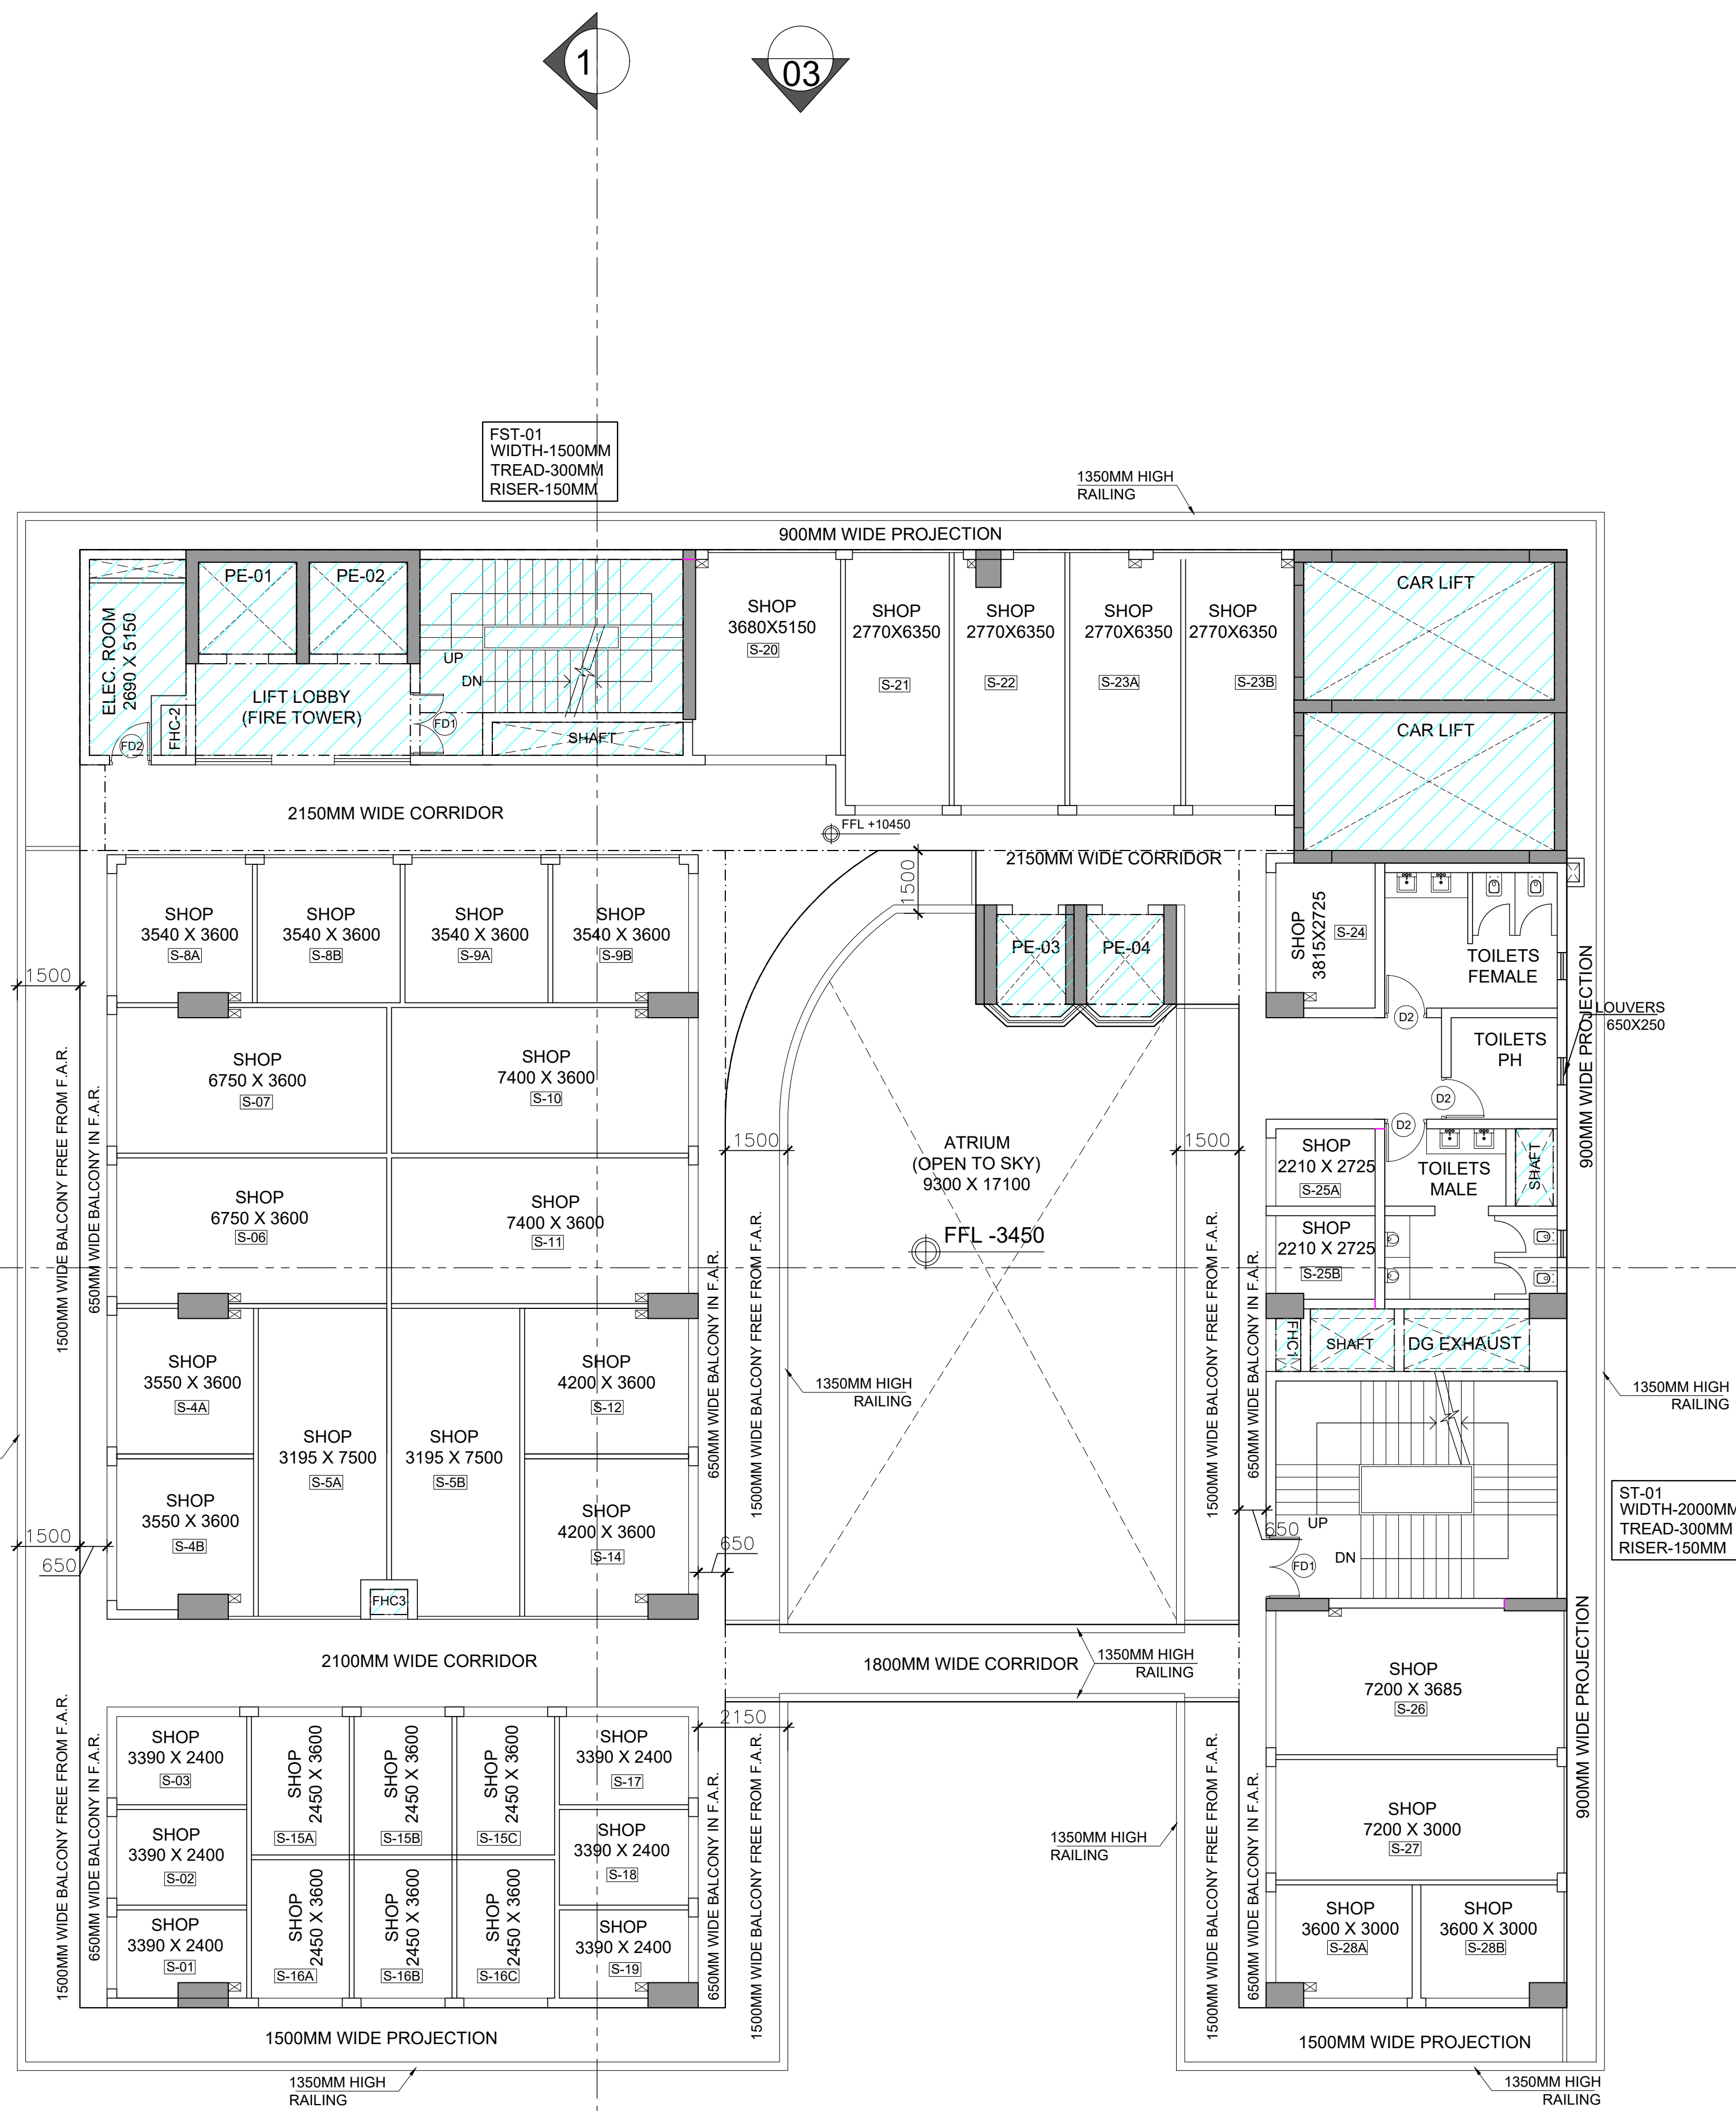 1
03
FST-01
WIDTH-1500MM
TREAD-300MM
RISER-150MM
1350MM HIGH
RAILING
900MM WIDE PROJECTION
PE-01
PE-02
ELEC. ROOM
2690 X 5150
UP
DN
LIFT LOBBY
(FIRE TOWER)
FHC-2
FD2
FD1
SHAFT
SHOP
3680X5150
S-20
SHOP
2770X6350
S-21
SHOP
2770X6350
S-22
SHOP
2770X6350
S-23A
SHOP
2770X6350
S-23B
CAR LIFT
CAR LIFT
2150MM WIDE CORRIDOR
FFL +10450
2150MM WIDE CORRIDOR
1500
SHOP
3540 X 3600
S-8A
SHOP
3540 X 3600
S-8B
SHOP
3540 X 3600
S-9A
SHOP
3540 X 3600
S-9B
PE-03
PE-04
SHOP
3815X2725
S-24
TOILETS
FEMALE
1500
D2
LOUVERS
650X250
TOILETS
PH
D2
900MM WIDE PROJECTION
SHOP
6750 X 3600
S-07
SHOP
7400 X 3600
S-10
1500MM WIDE BALCONY FREE FROM F.A.R.
650MM WIDE BALCONY IN F.A.R.
1500
ATRIUM
(OPEN TO SKY)
9300 X 17100
1500
D2
SHOP
2210 X 2725
S-25A
TOILETS
MALE
SHAFT
SHOP
6750 X 3600
S-06
SHOP
7400 X 3600
S-11
FFL -3450
SHOP
2210 X 2725
S-25B
650MM WIDE BALCONY IN F.A.R.
1500MM WIDE BALCONY FREE FROM F.A.R.
1500MM WIDE BALCONY FREE FROM F.A.R.
650MM WIDE BALCONY IN F.A.R.
FHC1
SHAFT
DG EXHAUST
SHOP
3550 X 3600
S-4A
SHOP
4200 X 3600
S-12
1350MM HIGH
RAILING
1350MM HIGH
RAILING
SHOP
3195 X 7500
S-5A
SHOP
3195 X 7500
S-5B
SHOP
3550 X 3600
S-4B
SHOP
4200 X 3600
S-14
1500
650
650
650
UP
DN
FD1
ST-01
WIDTH-2000MM
TREAD-300MM
RISER-150MM
FHC3
2100MM WIDE CORRIDOR
1800MM WIDE CORRIDOR
1350MM HIGH
RAILING
SHOP
7200 X 3685
S-26
900MM WIDE PROJECTION
2150
1500MM WIDE BALCONY FREE FROM F.A.R.
650MM WIDE BALCONY IN F.A.R.
SHOP
3390 X 2400
S-03
SHOP
2450 X 3600
S-15A
SHOP
2450 X 3600
S-15B
SHOP
2450 X 3600
S-15C
SHOP
3390 X 2400
S-17
SHOP
3390 X 2400
S-02
SHOP
3390 X 2400
S-18
650MM WIDE BALCONY IN F.A.R.
1500MM WIDE BALCONY FREE FROM F.A.R.
1350MM HIGH
RAILING
1500MM WIDE BALCONY FREE FROM F.A.R.
650MM WIDE BALCONY IN F.A.R.
SHOP
7200 X 3000
S-27
SHOP
3390 X 2400
S-01
SHOP
2450 X 3600
S-16A
SHOP
2450 X 3600
S-16B
SHOP
2450 X 3600
S-16C
SHOP
3390 X 2400
S-19
SHOP
3600 X 3000
S-28A
SHOP
3600 X 3000
S-28B
1500MM WIDE PROJECTION
1500MM WIDE PROJECTION
1350MM HIGH
RAILING
1350MM HIGH
RAILING